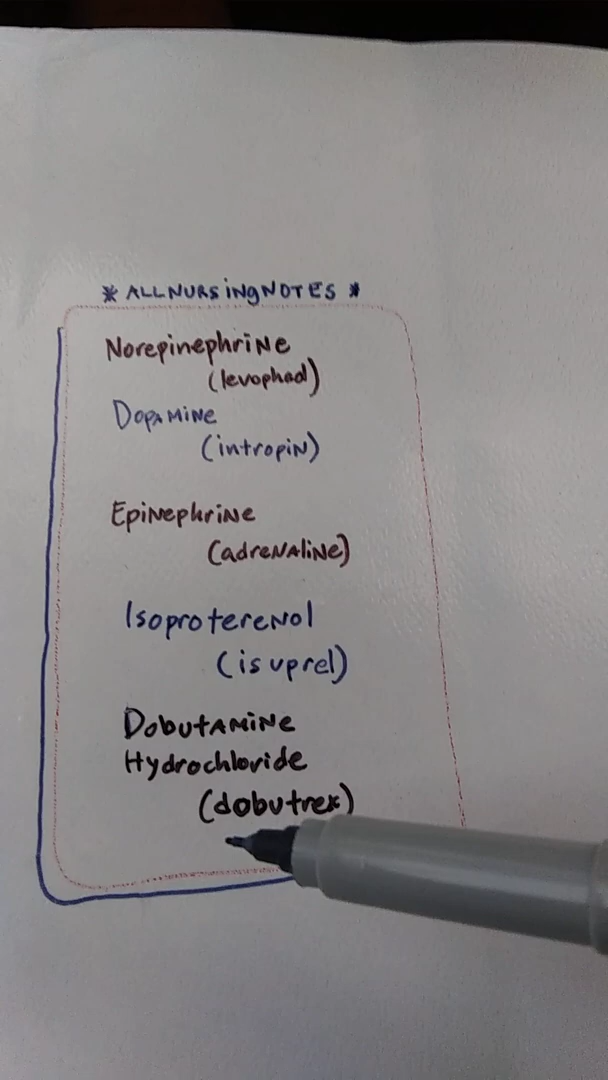 * ALLNURSINgNOTES *
Norepinephrine
(levophad)
Dopamine
(intropin)
Epinephrine
(adrenaline)
Isoproterenol
(isuprel)
Dobutamine
Hydrochloride
(dobutrex)